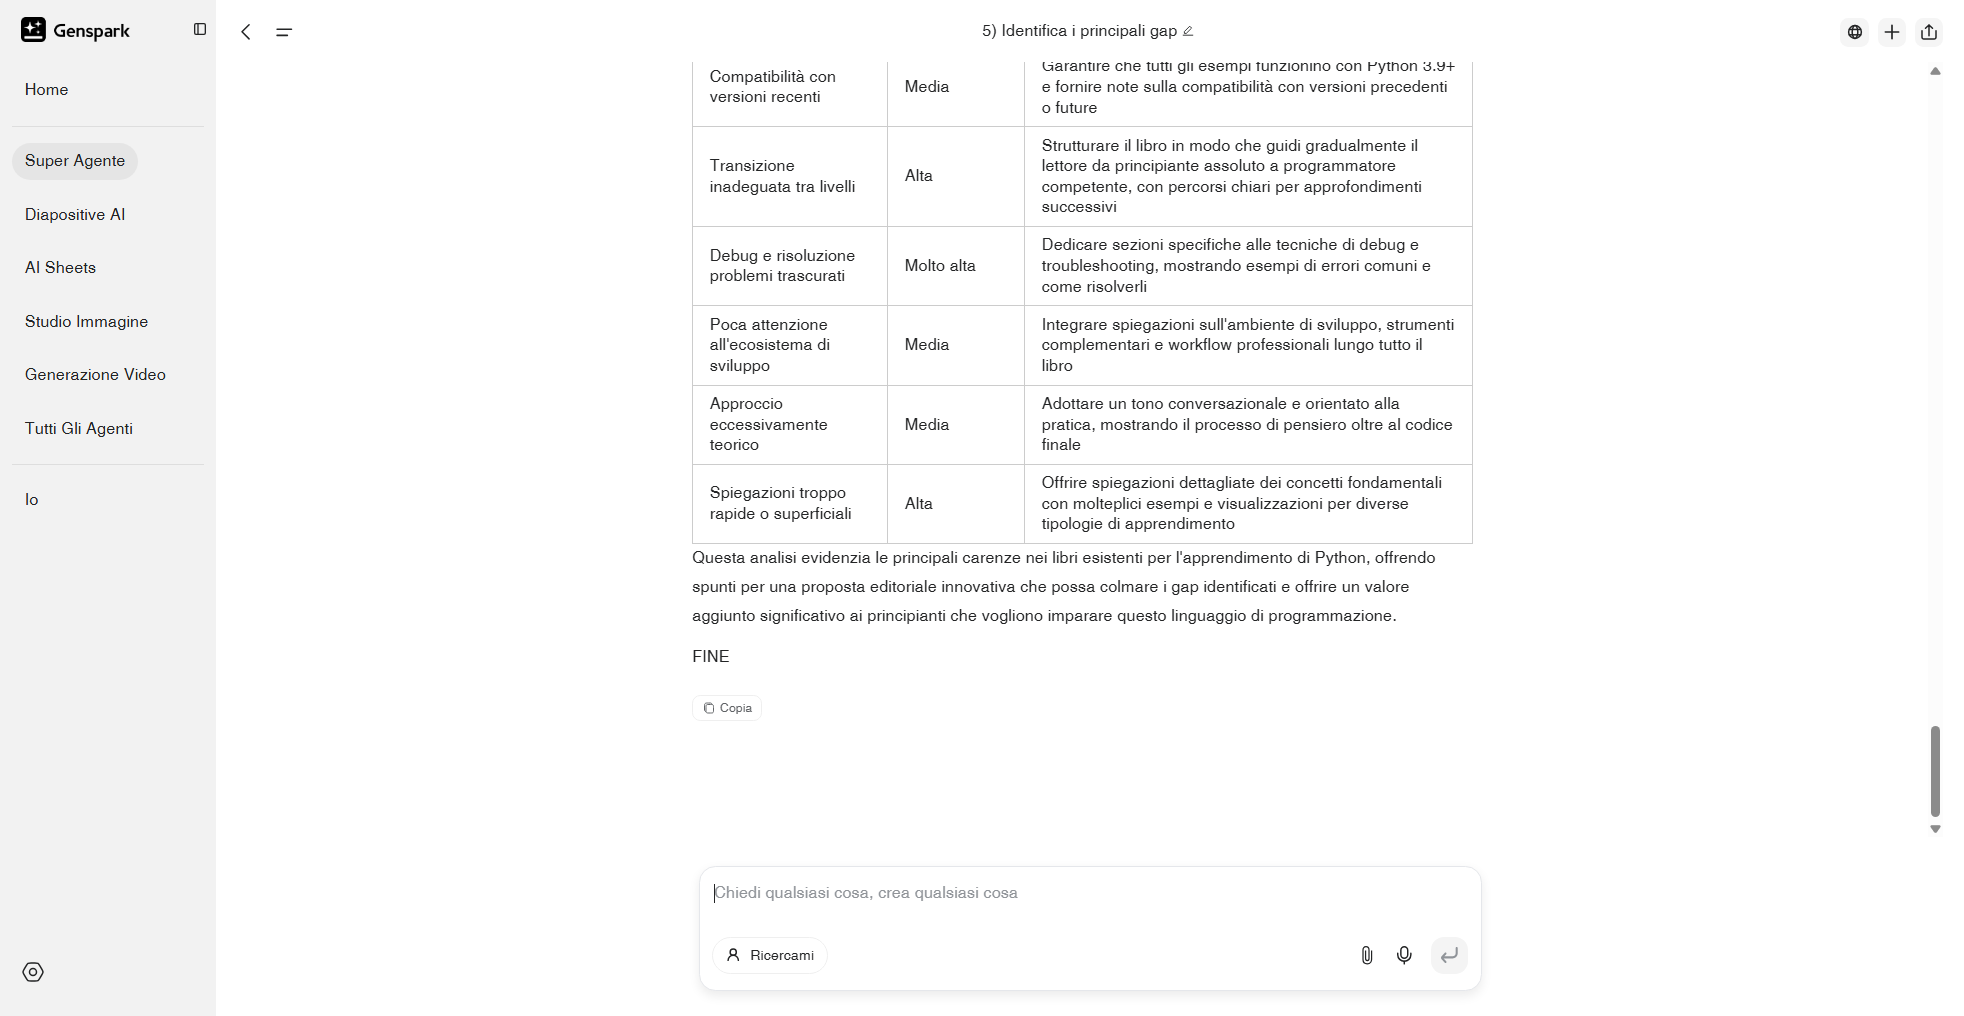 Genspark
Home
Super Agente
Diapositive AI
AI Sheets
Studio Immagine
Generazione Video
Tutti Gli Agenti
Io
5) Identifica i principali gap
Compatibilità con
versioni recenti
Media
Garantire che tutti gli esempi funzionino con Python 3.9+
e fornire note sulla compatibilità con versioni precedenti
o future
Transizione
inadeguata tra livelli
Alta
Strutturare il libro in modo che guidi gradualmente il
lettore da principiante assoluto a programmatore
competente, con percorsi chiari per approfondimenti
successivi
Debug e risoluzione
problemi trascurati
Molto alta
Dedicare sezioni specifiche alle tecniche di debug e
troubleshooting, mostrando esempi di errori comuni e
come risolverli
Poca attenzione
all'ecosistema di
sviluppo
Media
Integrare spiegazioni sull'ambiente di sviluppo, strumenti
complementari e workflow professionali lungo tutto il
libro
Approccio
eccessivamente
teorico
Media
Adottare un tono conversazionale e orientato alla
pratica, mostrando il processo di pensiero oltre al codice
finale
Spiegazioni troppo
rapide o superficiali
Alta
Offrire spiegazioni dettagliate dei concetti fondamentali
con molteplici esempi e visualizzazioni per diverse
tipologie di apprendimento
Questa analisi evidenzia le principali carenze nei libri esistenti per l'apprendimento di Python, offrendo
spunti per una proposta editoriale innovativa che possa colmare i gap identificati e offrire un valore
aggiunto significativo ai principianti che vogliono imparare questo linguaggio di programmazione.
FINE
Copia
Chiedi qualsiasi cosa, crea qualsiasi cosa
Ricercami